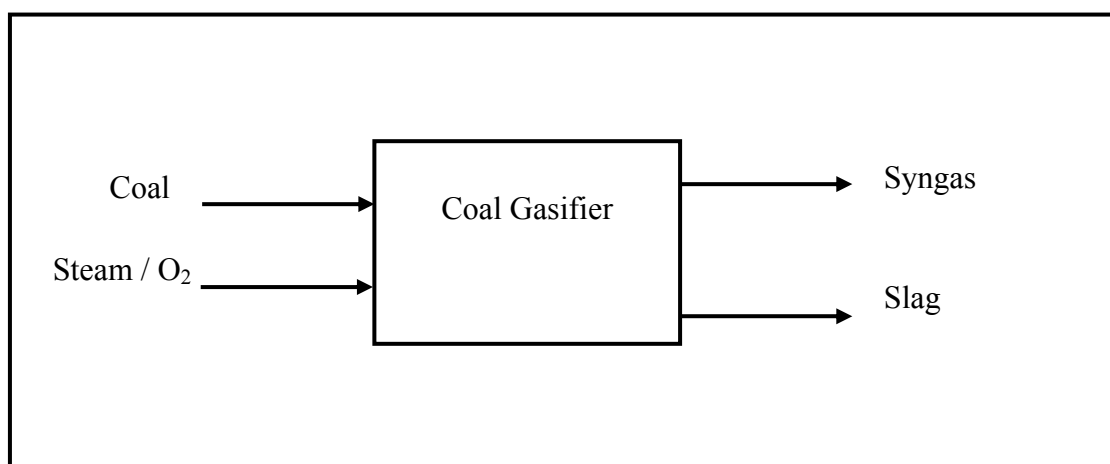 Coal
Steam / O₂
Coal Gasifier
Syngas
Slag